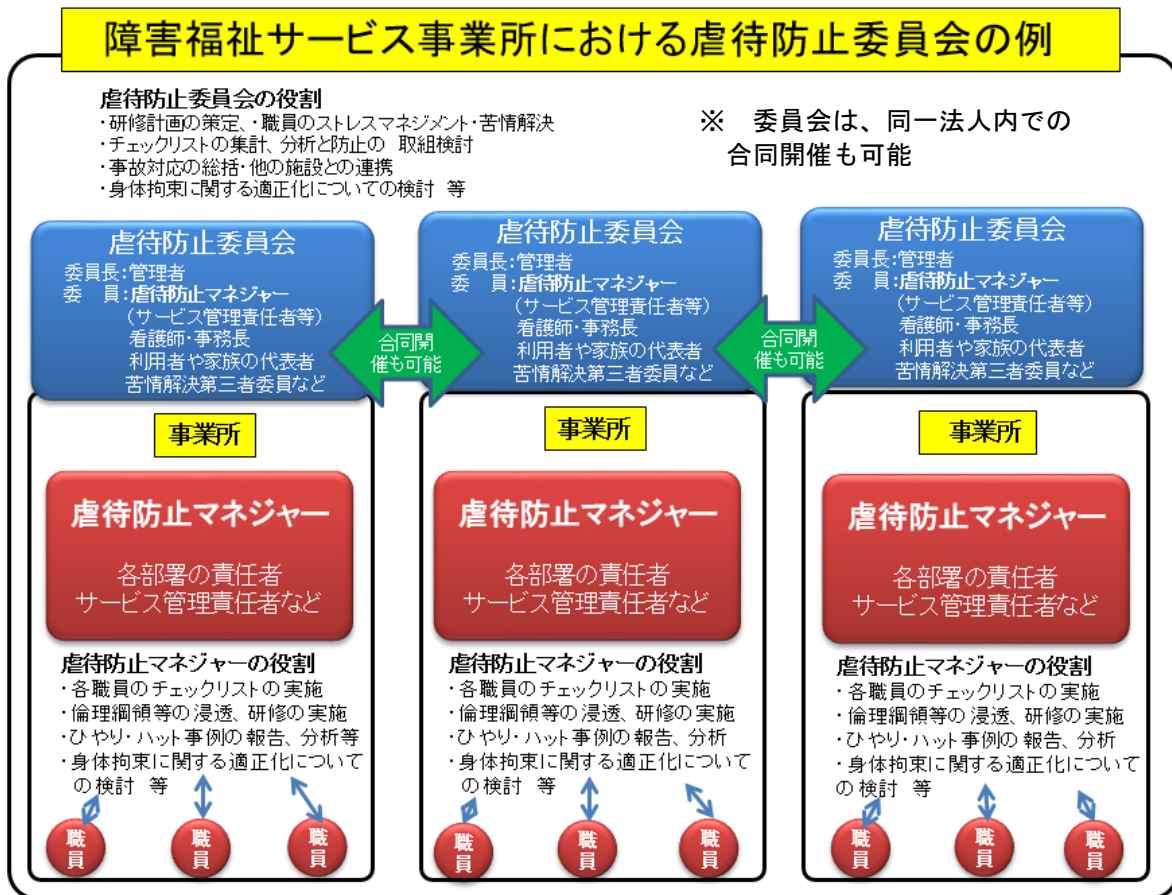 障害福祉サービス事業所における虐待防止委員会の例
虐待防止委員会の役割
・研修計画の策定、・職員のストレスマネジメント・苦情解決
・チェックリストの集計、分析と防止の 取組検討
・事故対応の総括・他の施設との連携
・身体拘束に関する適正化についての検討 等
※ 委員会は、同一法人内での
合同開催も可能
虐待防止委員会
委員長:管理者
委 員:虐待防止マネジャー
(サービス管理責任者等)
看護師・事務長
利用者や家族の代表者
苦情解決第三者委員など
合同開
催も可能
虐待防止委員会
委員長:管理者
委 員:虐待防止マネジャー
(サービス管理責任者等)
看護師・事務長
利用者や家族の代表者
苦情解決第三者委員など
合同開
催も可能
虐待防止委員会
委員長:管理者
委 員:虐待防止マネジャー
(サービス管理責任者等)
看護師・事務長
利用者や家族の代表者
苦情解決第三者委員など
事業所
虐待防止マネジャー
各部署の責任者
サービス管理責任者など
虐待防止マネジャーの役割
・各職員のチェックリストの実施
・倫理綱領等の浸透、研修の実施
・ひやり・ハット事例の報告、分析等
・身体拘束に関する適正化について
の検討 等
職員
職員
職員
事業所
虐待防止マネジャー
各部署の責任者
サービス管理責任者など
虐待防止マネジャーの役割
・各職員のチェックリストの実施
・倫理綱領等の浸透、研修の実施
・ひやり・ハット事例の報告、分析
・身体拘束に関する適正化について
の検討 等
職員
職員
職員
事業所
虐待防止マネジャー
各部署の責任者
サービス管理責任者など
虐待防止マネジャーの役割
・各職員のチェックリストの実施
・倫理綱領等の浸透、研修の実施
・ひやり・ハット事例の報告、分析
・身体拘束に関する適正化について
の検討 等
職員
職員
職員